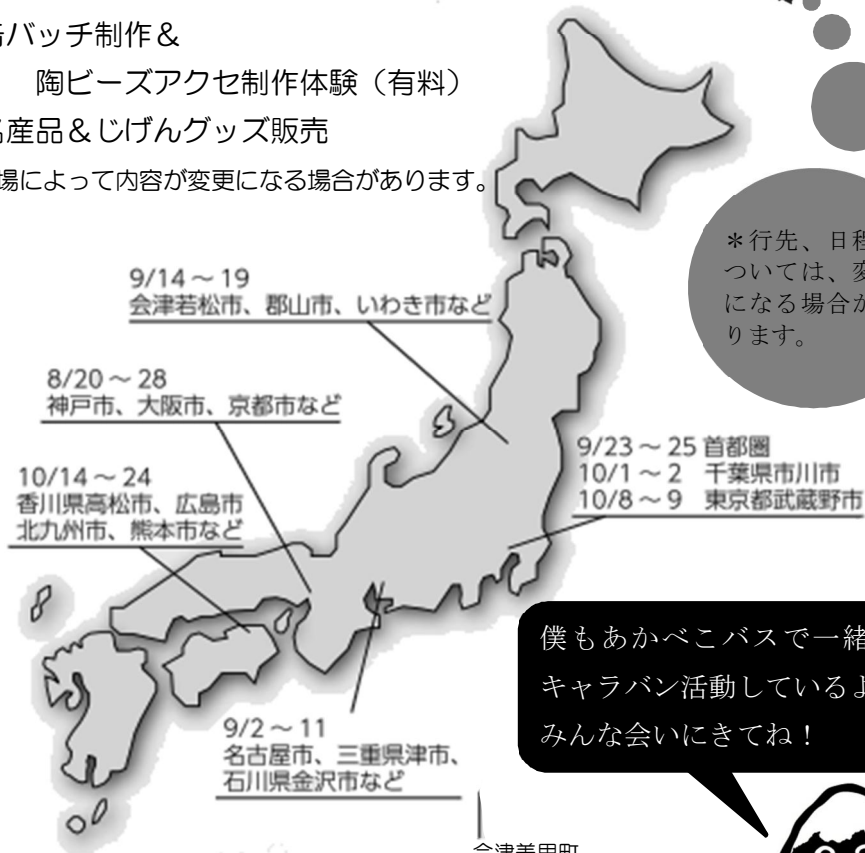 バッチ制作＆
陶ビーズアクセ制作体験（有料）
産品＆じげんグッズ販売
場によって内容が変更になる場合があります。
＊行先、日程
ついては、変
になる場合が
ります。
9/14～19
会津若松市、郡山市、いわき市など
8/20～28
神戸市、大阪市、京都市など
9/23～25 首都圏
10/1～2 千葉県市川市
10/8～9 東京都武蔵野市
10/14～24
香川県高松市、広島市
北九州市、熊本市など
僕もあかべこバスで一緒
キャラバン活動しているよ
みんな会いにきてね！
9/2～11
名古屋市、三重県津市、
石川県金沢市など
会津美里町